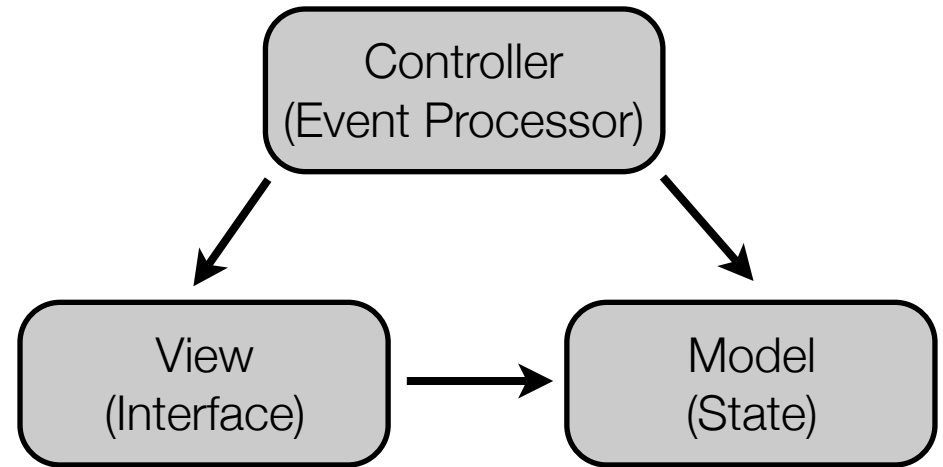 Controller
(Event Processor)
View
(Interface)
Model
(State)